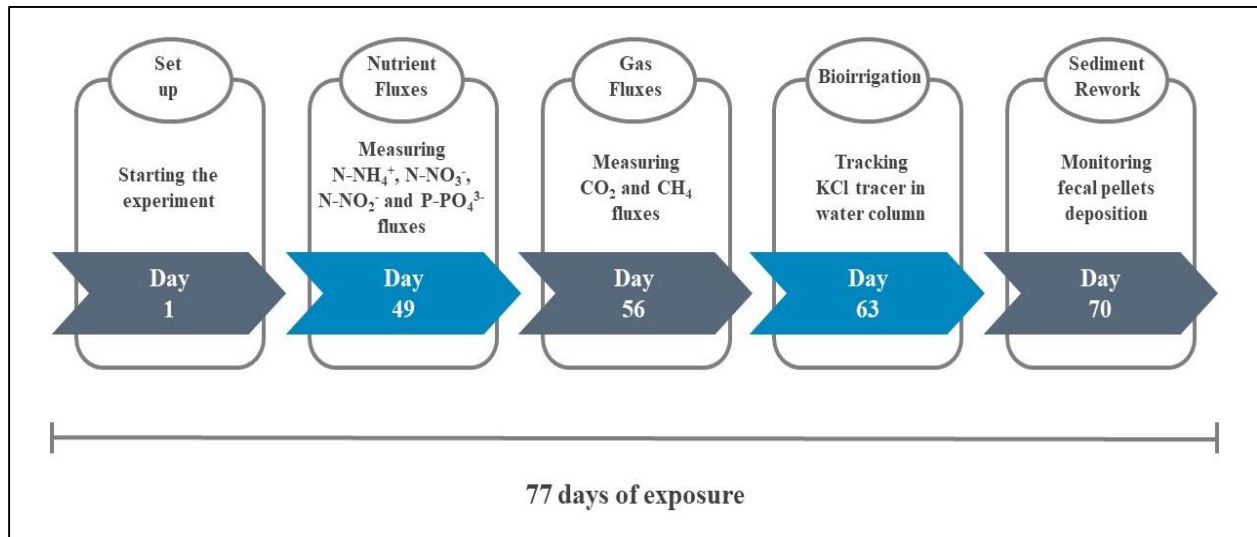 Set
up
Starting the
experiment
Day
1
Nutrient
Fluxes
Measuring
N-NH₄⁺, N-NO₃⁻,
N-NO₂⁻ and P-PO₄³⁻
fluxes
Day
49
Gas
Fluxes
Measuring
CO₂ and CH₄
fluxes
Day
56
Bioirrigation
Tracking
KCl tracer in
water column
Day
63
Sediment
Rework
Monitoring
fecal pellets
deposition
Day
70
77 days of exposure